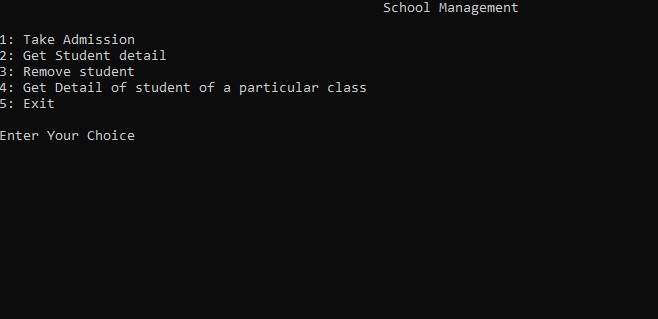 School Management
1: Take Admission
2: Get Student detail
3: Remove student
4: Get Detail of student of a particular class
5: Exit
Enter Your Choice